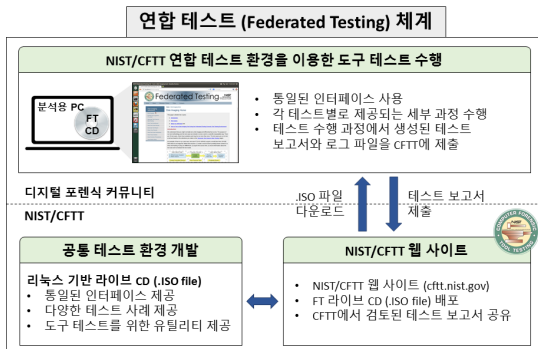 연합 테스트 (Federated Testing) 체계
NIST/CFTT 연합 테스트 환경을 이용한 도구 테스트 수행
분석용 PC
FT
CD
Federated Testing
• 통일된 인터페이스 사용
• 각 테스트별로 제공되는 세부 과정 수행
• 테스트 수행 과정에서 생성된 테스트
보고서와 로그 파일을 CFTT에 제출
디지털 포렌식 커뮤니티
NIST/CFTT
.ISO 파일
다운로드
테스트 보고서
제출
COMPUTER FORENSIC
TOOL TESTING
공통 테스트 환경 개발
리눅스 기반 라이브 CD (.ISO file)
• 통일된 인터페이스 제공
• 다양한 테스트 사례 제공
• 도구 테스트를 위한 유틸리티 제공
NIST/CFTT 웹 사이트
• NIST/CFTT 웹 사이트 (cftt.nist.gov)
• FT 라이브 CD (.ISO file) 배포
• CFTT에서 검토된 테스트 보고서 공유